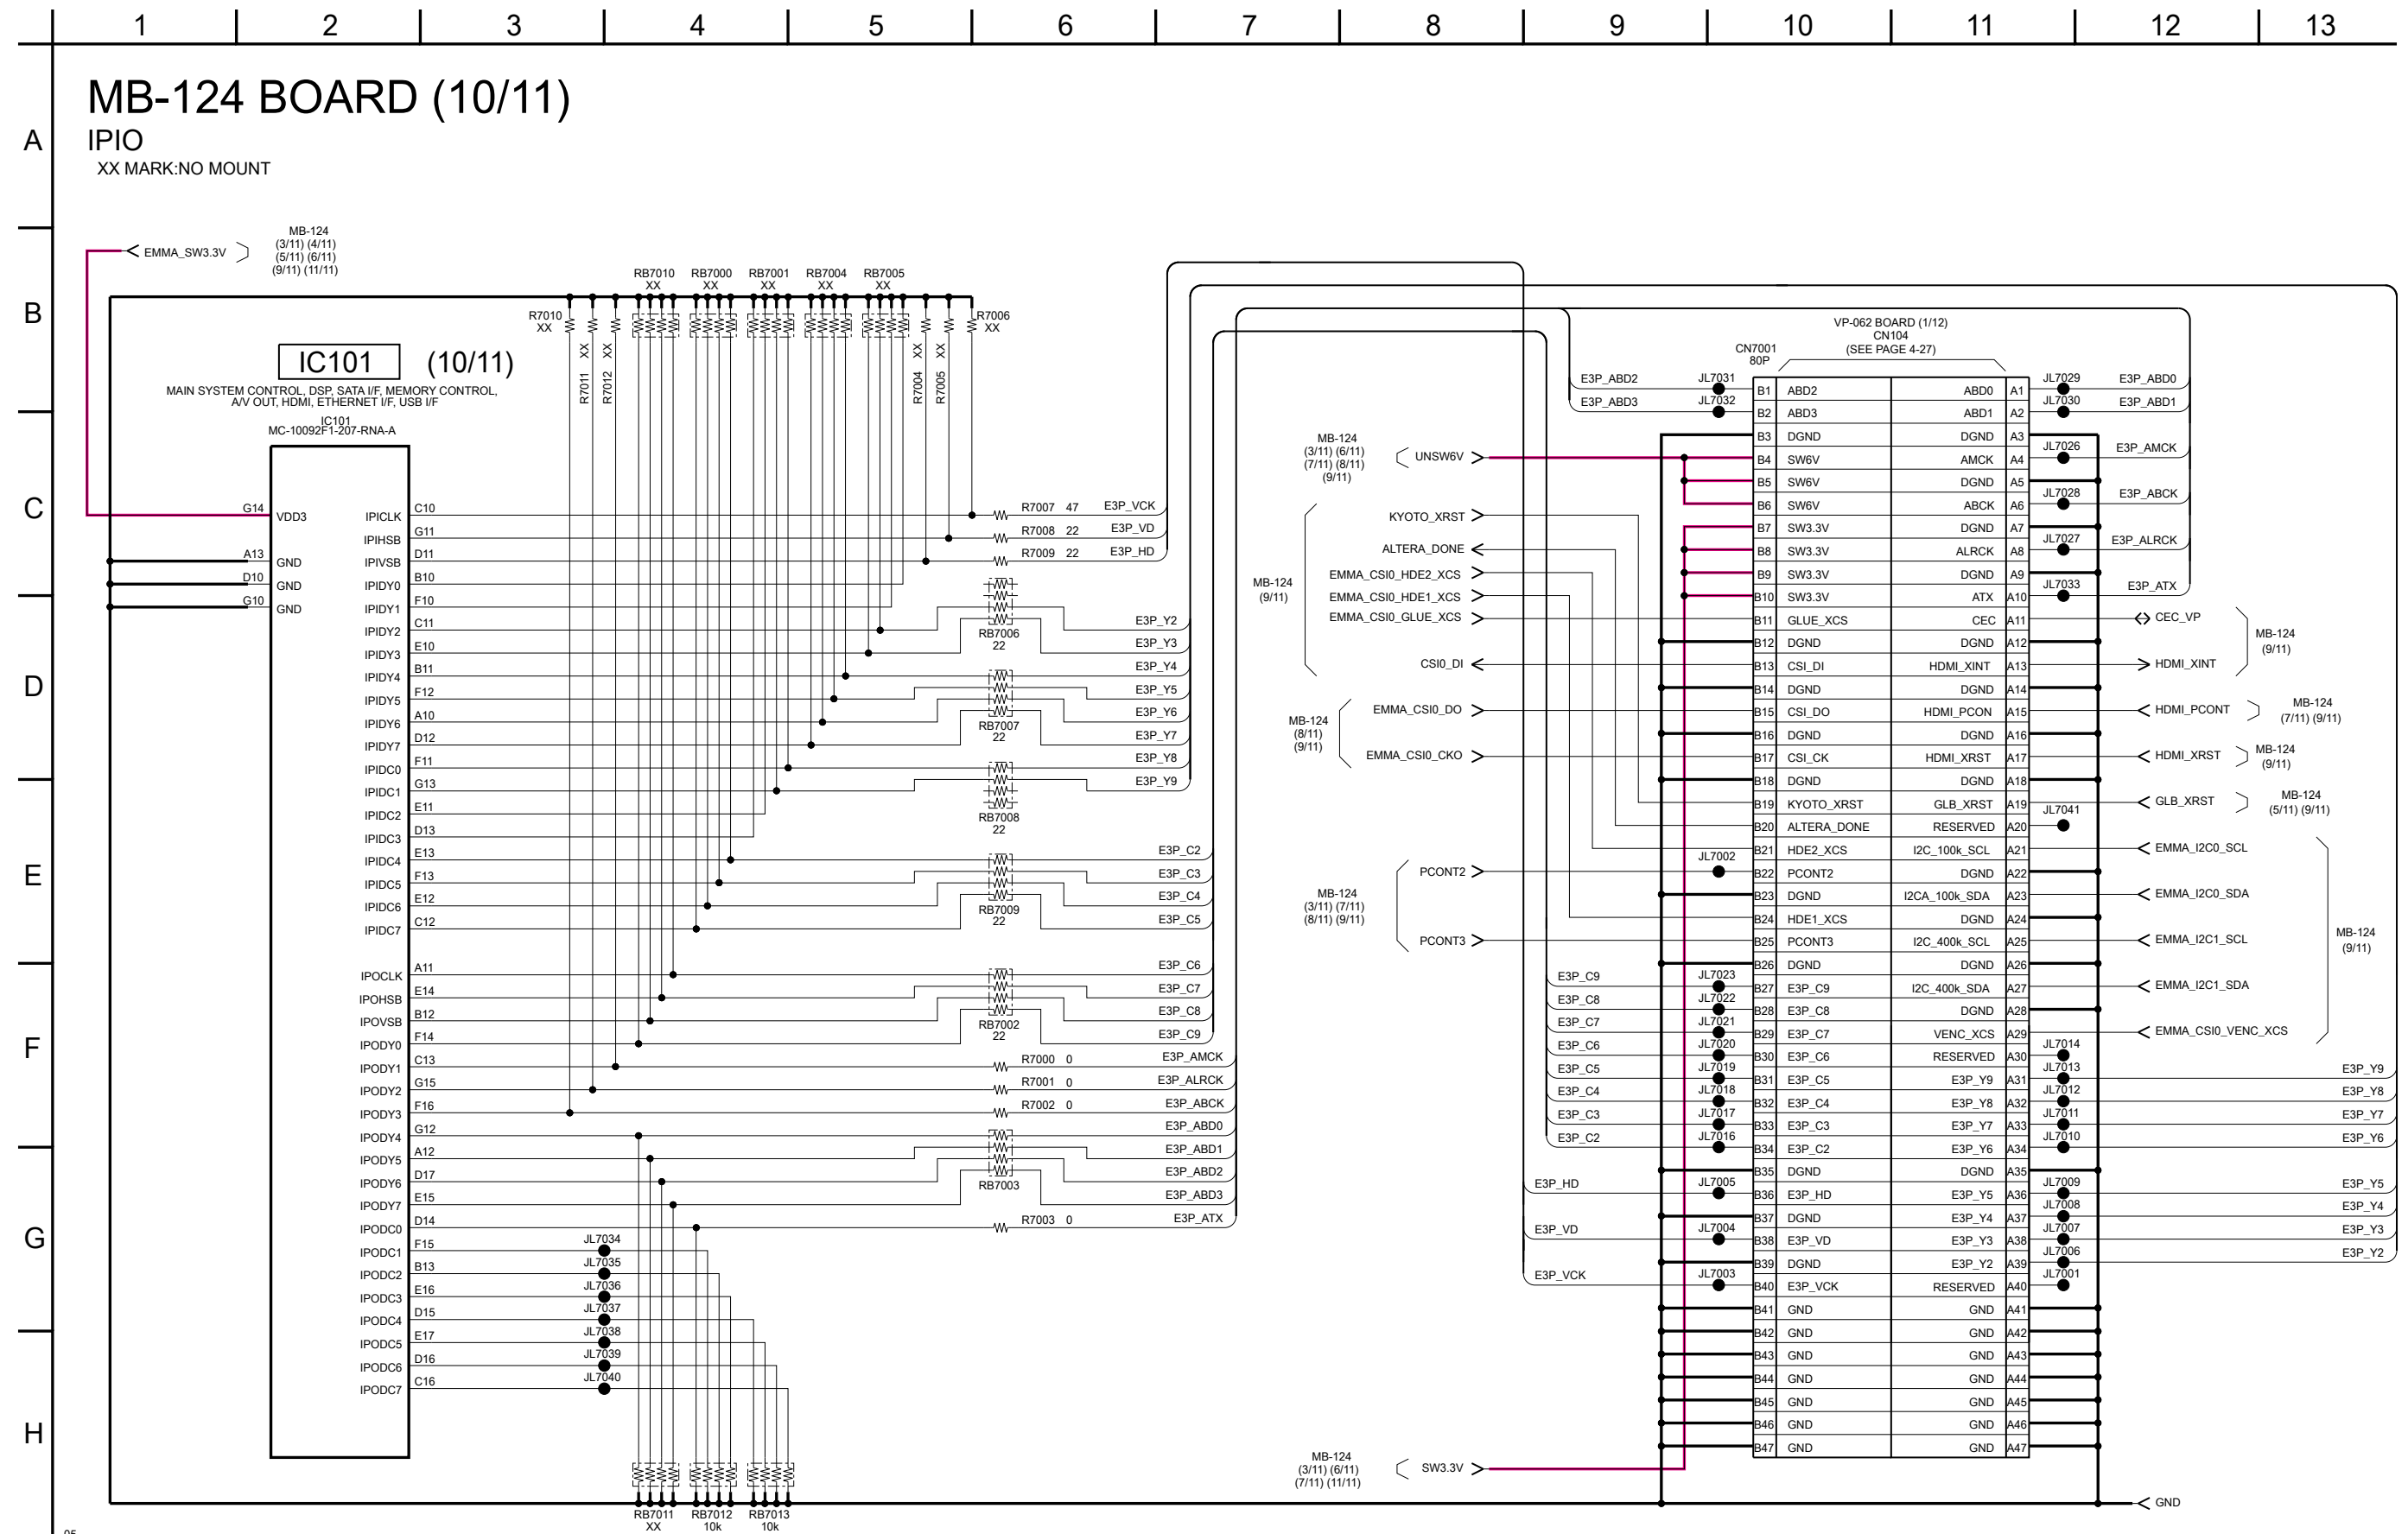 1 2 3 4 5 6 7 8 9 10 11 12 13
MB-124 BOARD (10/11)
A
IPIO
XX MARK:NO MOUNT
EMMA_SW3.3V
MB-124
(3/11) (4/11)
(5/11) (6/11)
(9/11) (11/11)
RB7010 RB7000 RB7001 RB7004 RB7005
XX XX XX XX XX
B
R7010
XX
R7011 XX
R7012 XX
R7004 XX
R7005 XX
R7006
XX
IC101 (10/11)
MAIN SYSTEM CONTROL, DSP, SATA I/F, MEMORY CONTROL,
A/V OUT, HDMI, ETHERNET I/F, USB I/F
IC101
MC-10092F1-207-RNA-A
C
G14 VDD3
A13 GND
D10 GND
G10 GND
IPICLK C10
IPIHSB G11
IPIVSB D11
IPIDY0 B10
IPIDY1 F10
IPIDY2 C11
IPIDY3 E10
IPIDY4 B11
IPIDY5 F12
IPIDY6 A10
IPIDY7 D12
IPIDC0 F11
IPIDC1 G13
IPIDC2 E11
IPIDC3 D13
IPIDC4 E13
IPIDC5 F13
IPIDC6 E12
IPIDC7 C12
IPOCLK A11
IPOHSB E14
IPOVSB B12
IPODY0 F14
IPODY1 C13
IPODY2 G15
IPODY3 F16
IPODY4 G12
IPODY5 A12
IPODY6 D17
IPODY7 E15
IPODC0 D14
IPODC1 F15 JL7034
IPODC2 B13 JL7035
IPODC3 E16 JL7036
IPODC4 D15 JL7037
IPODC5 E17 JL7038
IPODC6 D16 JL7039
IPODC7 C16 JL7040
R7007 47 E3P_VCK
R7008 22 E3P_VD
R7009 22 E3P_HD
D
RB7006
22
E3P_Y2
E3P_Y3
E3P_Y4
E3P_Y5
E3P_Y6
E3P_Y7
RB7007
22
E3P_Y8
E3P_Y9
RB7008
22
E
E3P_C2
E3P_C3
E3P_C4
E3P_C5
RB7009
22
F
E3P_C6
E3P_C7
E3P_C8
E3P_C9
RB7002
22
R7000 0 E3P_AMCK
R7001 0 E3P_ALRCK
R7002 0 E3P_ABCK
E3P_ABD0
E3P_ABD1
E3P_ABD2
E3P_ABD3
RB7003
G
R7003 0 E3P_ATX
H
RB7011 RB7012 RB7013
XX 10k 10k
MB-124
(3/11) (6/11)
(7/11) (8/11)
(9/11)
UNSW6V
MB-124
(9/11)
KYOTO_XRST
ALTERA_DONE
EMMA_CSI0_HDE2_XCS
EMMA_CSI0_HDE1_XCS
EMMA_CSI0_GLUE_XCS
CSI0_DI
MB-124
(8/11)
(9/11)
EMMA_CSI0_DO
EMMA_CSI0_CKO
MB-124
(3/11) (7/11)
(8/11) (9/11)
PCONT2
PCONT3
MB-124
(3/11) (6/11)
(7/11) (11/11)
SW3.3V
VP-062 BOARD (1/12)
CN104
(SEE PAGE 4-27)
CN7001
80P
E3P_ABD2 JL7031 B1 ABD2 ABD0 A1 JL7029 E3P_ABD0
E3P_ABD3 JL7032 B2 ABD3 ABD1 A2 JL7030 E3P_ABD1
B3 DGND DGND A3
B4 SW6V AMCK A4 JL7026 E3P_AMCK
B5 SW6V DGND A5
B6 SW6V ABCK A6 JL7028 E3P_ABCK
B7 SW3.3V DGND A7
B8 SW3.3V ALRCK A8 JL7027 E3P_ALRCK
B9 SW3.3V DGND A9
B10 SW3.3V ATX A10 JL7033 E3P_ATX
B11 GLUE_XCS CEC A11 CEC_VP
B12 DGND DGND A12
B13 CSI_DI HDMI_XINT A13 HDMI_XINT
MB-124
(9/11)
B14 DGND DGND A14
B15 CSI_DO HDMI_PCON A15 HDMI_PCONT
MB-124
(7/11) (9/11)
B16 DGND DGND A16
B17 CSI_CK HDMI_XRST A17 HDMI_XRST
MB-124
(9/11)
B18 DGND DGND A18
B19 KYOTO_XRST GLB_XRST A19 GLB_XRST
MB-124
(5/11) (9/11)
B20 ALTERA_DONE RESERVED A20 JL7041
B21 HDE2_XCS I2C_100k_SCL A21 EMMA_I2C0_SCL
JL7002 B22 PCONT2 DGND A22
B23 DGND I2CA_100k_SDA A23 EMMA_I2C0_SDA
B24 HDE1_XCS DGND A24
B25 PCONT3 I2C_400k_SCL A25 EMMA_I2C1_SCL
MB-124
(9/11)
B26 DGND DGND A26
E3P_C9 JL7023 B27 E3P_C9 I2C_400k_SDA A27 EMMA_I2C1_SDA
E3P_C8 JL7022 B28 E3P_C8 DGND A28
E3P_C7 JL7021 B29 E3P_C7 VENC_XCS A29 EMMA_CSI0_VENC_XCS
E3P_C6 JL7020 B30 E3P_C6 RESERVED A30 JL7014
E3P_C5 JL7019 B31 E3P_C5 E3P_Y9 A31 JL7013 E3P_Y9
E3P_C4 JL7018 B32 E3P_C4 E3P_Y8 A32 JL7012 E3P_Y8
E3P_C3 JL7017 B33 E3P_C3 E3P_Y7 A33 JL7011 E3P_Y7
E3P_C2 JL7016 B34 E3P_C2 E3P_Y6 A34 JL7010 E3P_Y6
B35 DGND DGND A35
E3P_HD JL7005 B36 E3P_HD E3P_Y5 A36 JL7009 E3P_Y5
B37 DGND E3P_Y4 A37 JL7008 E3P_Y4
E3P_VD JL7004 B38 E3P_VD E3P_Y3 A38 JL7007 E3P_Y3
B39 DGND E3P_Y2 A39 JL7006 E3P_Y2
E3P_VCK JL7003 B40 E3P_VCK RESERVED A40 JL7001
B41 GND GND A41
B42 GND GND A42
B43 GND GND A43
B44 GND GND A44
B45 GND GND A45
B46 GND GND A46
B47 GND GND A47
GND